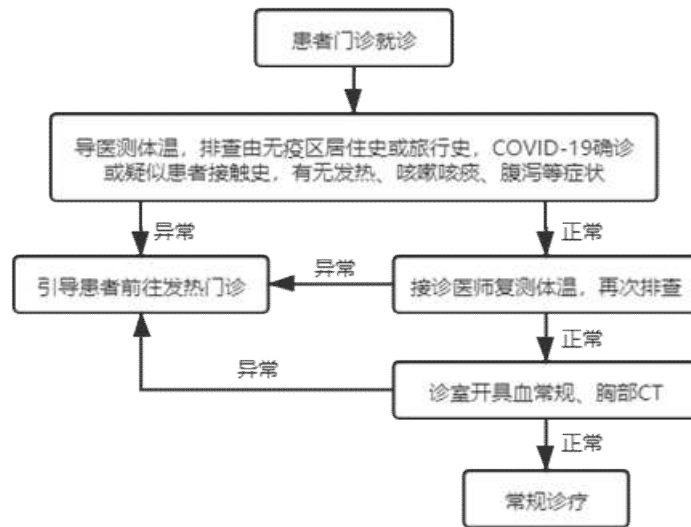 患者门诊就诊
导医测体温，排查由无疫区居住史或旅行史，COVID-19确诊
或疑似患者接触史，有无发热、咳嗽咳痰、腹泻等症状
异常
正常
引导患者前往发热门诊
异常
接诊医师复测体温，再次排查
正常
异常
诊室开具血常规、胸部CT
正常
常规诊疗